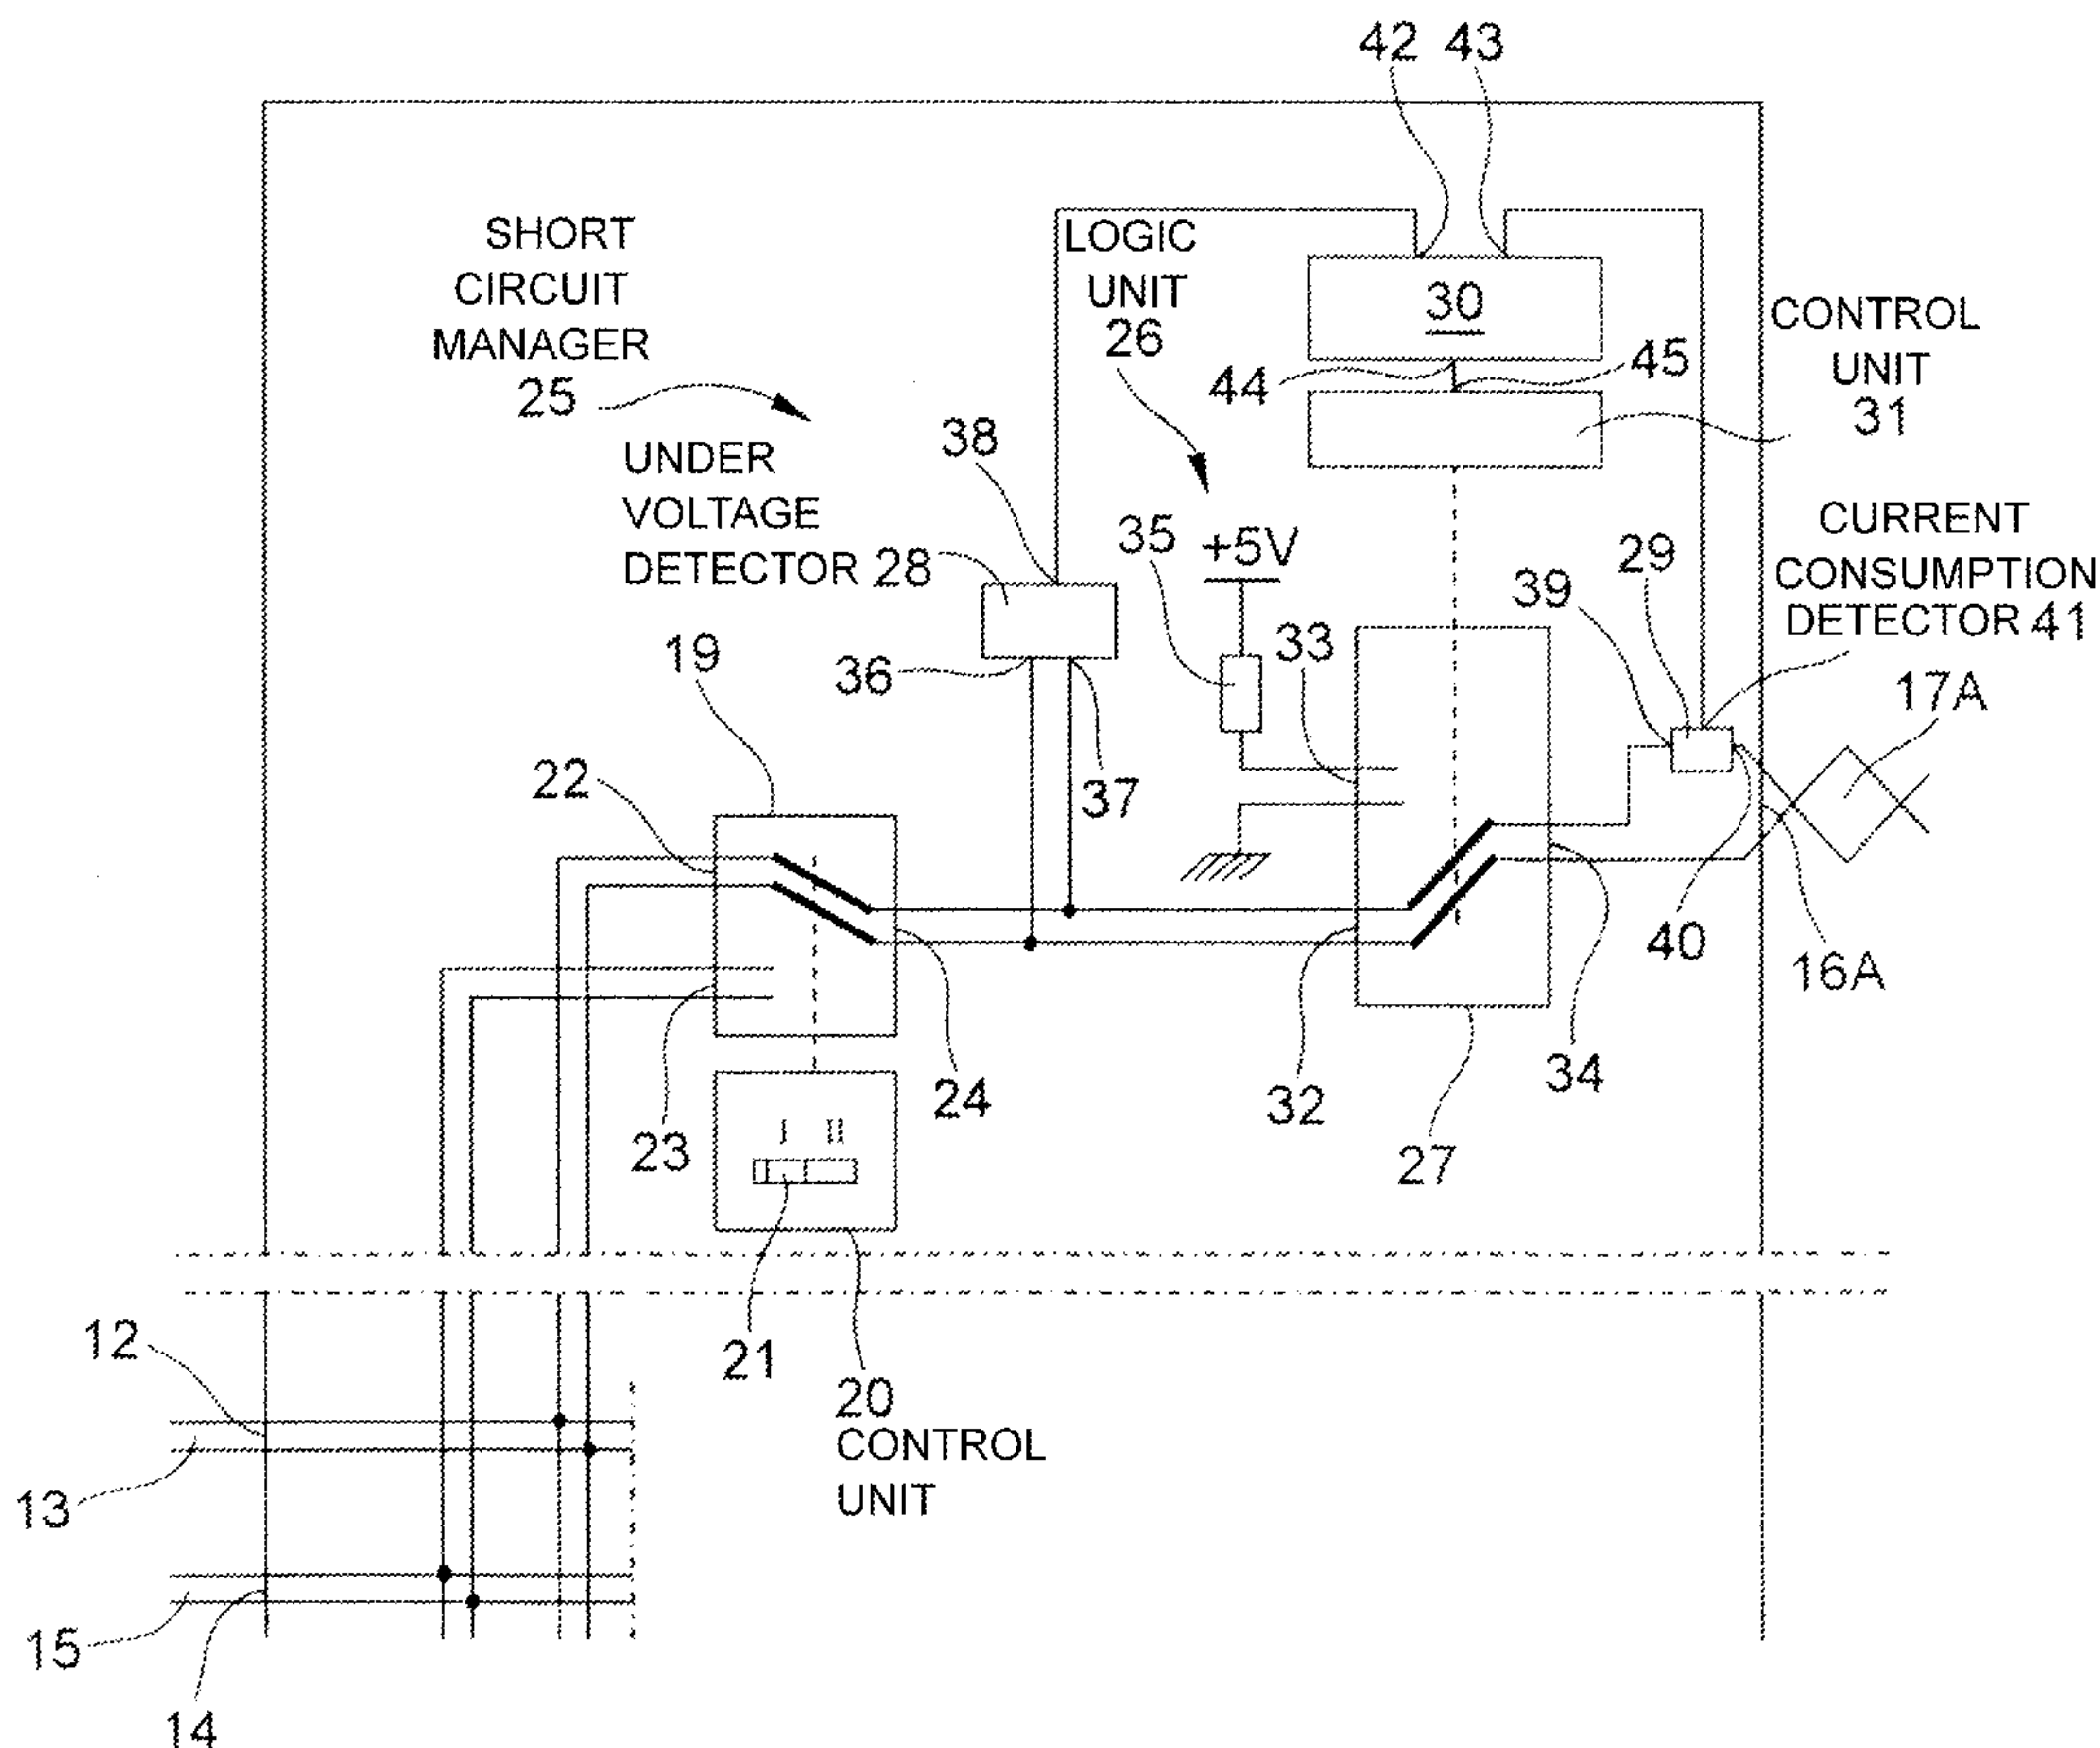 42 43
SHORT
CIRCUIT
MANAGER
25
LOGIC
UNIT
26
30
44
45
CONTROL
UNIT
31
UNDER
VOLTAGE
DETECTOR 28
38
35
+5V
CURRENT
CONSUMPTION
DETECTOR 41
29
39
33
19
36
37
17A
22
40
16A
24
23
32
34
27
I II
21
20
CONTROL
UNIT
12
13
15
14